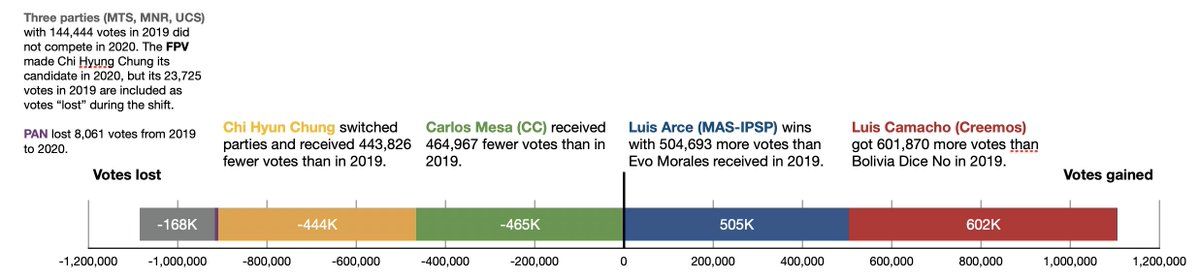 Three parties (MTS, MNR, UCS)
with 144,444 votes in 2019 did
not compete in 2020. The FPV
made Chi Hyung Chung its
candidate in 2020, but its 23,725
votes in 2019 are included as
votes “lost” during the shift.
PAN lost 8,061 votes from 2019
to 2020.
Chi Hyun Chung switched
parties and received 443,826
fewer votes than in 2019.
Carlos Mesa (CC) received
464,967 fewer votes than in
2019.
Luis Arce (MAS-IPSP) wins
with 504,693 more votes than
Evo Morales received in 2019.
Luis Camacho (Creemos)
got 601,870 more votes than
Bolivia Dice No in 2019.
Votes lost
Votes gained
-168K
-444K
-465K
505K
602K
-1,200,000
-1,000,000
-800,000
-600,000
-400,000
-200,000
0
200,000
400,000
600,000
800,000
1,000,000
1,200,000